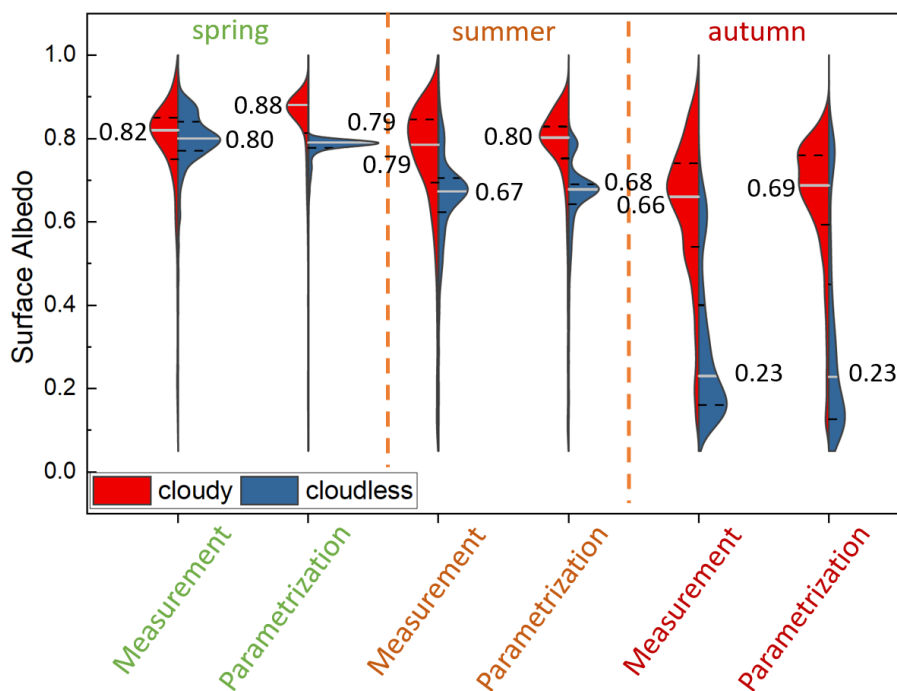 spring
summer
autumn
Surface Albedo
1.0
0.8
0.6
0.4
0.2
0.0
0.82
0.80
0.88
0.79
0.79
0.67
0.80
0.68
0.66
0.23
0.69
0.23
cloudy
cloudless
Measurement
Parametrization
Measurement
Parametrization
Measurement
Parametrization